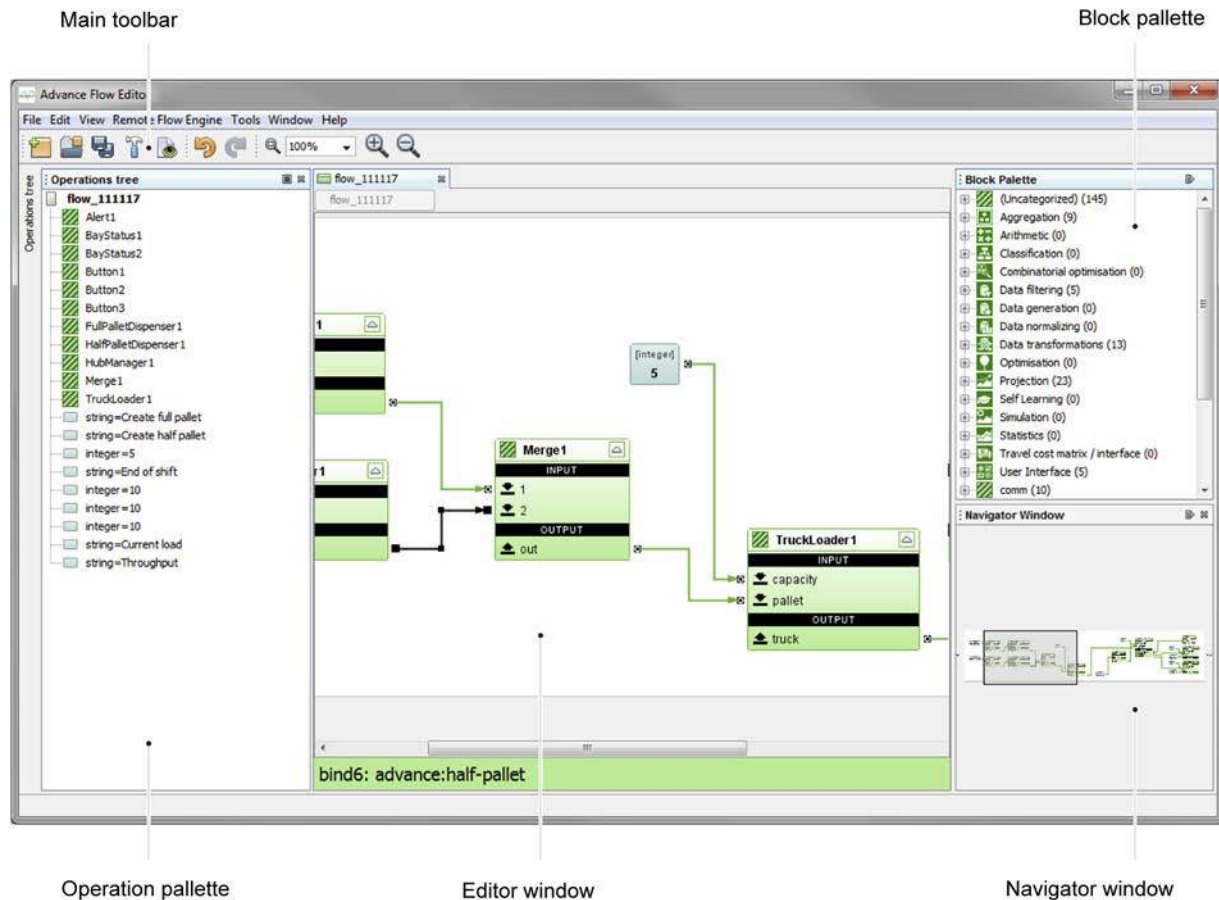 Main toolbar
Block pallette
Advance Flow Edito
File Edit View Remote Flow Engine Tools Window Help
100%
Operations tree
Operations tree
flow_111117
Alert1
BayStatus1
BayStatus2
Button1
Button2
Button3
FullPalletDispenser1
HalfPalletDispenser1
HubManager1
Merge1
TruckLoader1
string=Create full pallet
string=Create half pallet
integer=5
string=End of shift
integer=10
integer=10
integer=10
string=Current load
string=Throughput
flow_111117
flow_111117
1
r1
[integer]
5
Merge1
INPUT
1
2
OUTPUT
out
TruckLoader1
INPUT
capacity
pallet
OUTPUT
truck
bind6: advance:half-pallet
Block Palette
(Uncategorized) (145)
Aggregation (9)
Arithmetic (0)
Classification (0)
Combinatorial optimisation (0)
Data filtering (5)
Data generation (0)
Data normalizing (0)
Data transformations (13)
Optimisation (0)
Projection (23)
Self Learning (0)
Simulation (0)
Statistics (0)
Travel cost matrix / interface (0)
User Interface (5)
comm (10)
Navigator Window
Operation pallette
Editor window
Navigator window